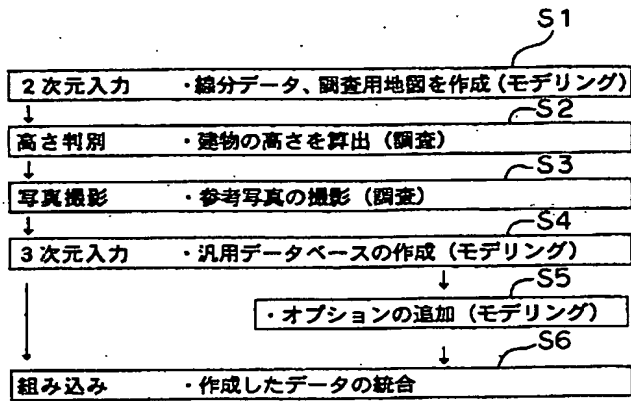 S1
2次元入力 ・線分データ、調査用地図を作成(モデリング)
↓
S2
高さ判別 ・建物の高さを算出(調査)
↓
S3
写真撮影 ・参考写真の撮影(調査)
↓
S4
3次元入力 ・汎用データベースの作成(モデリング)
↓ ↓
S5
・オプションの追加(モデリング)
↓
S6
組み込み ・作成したデータの統合